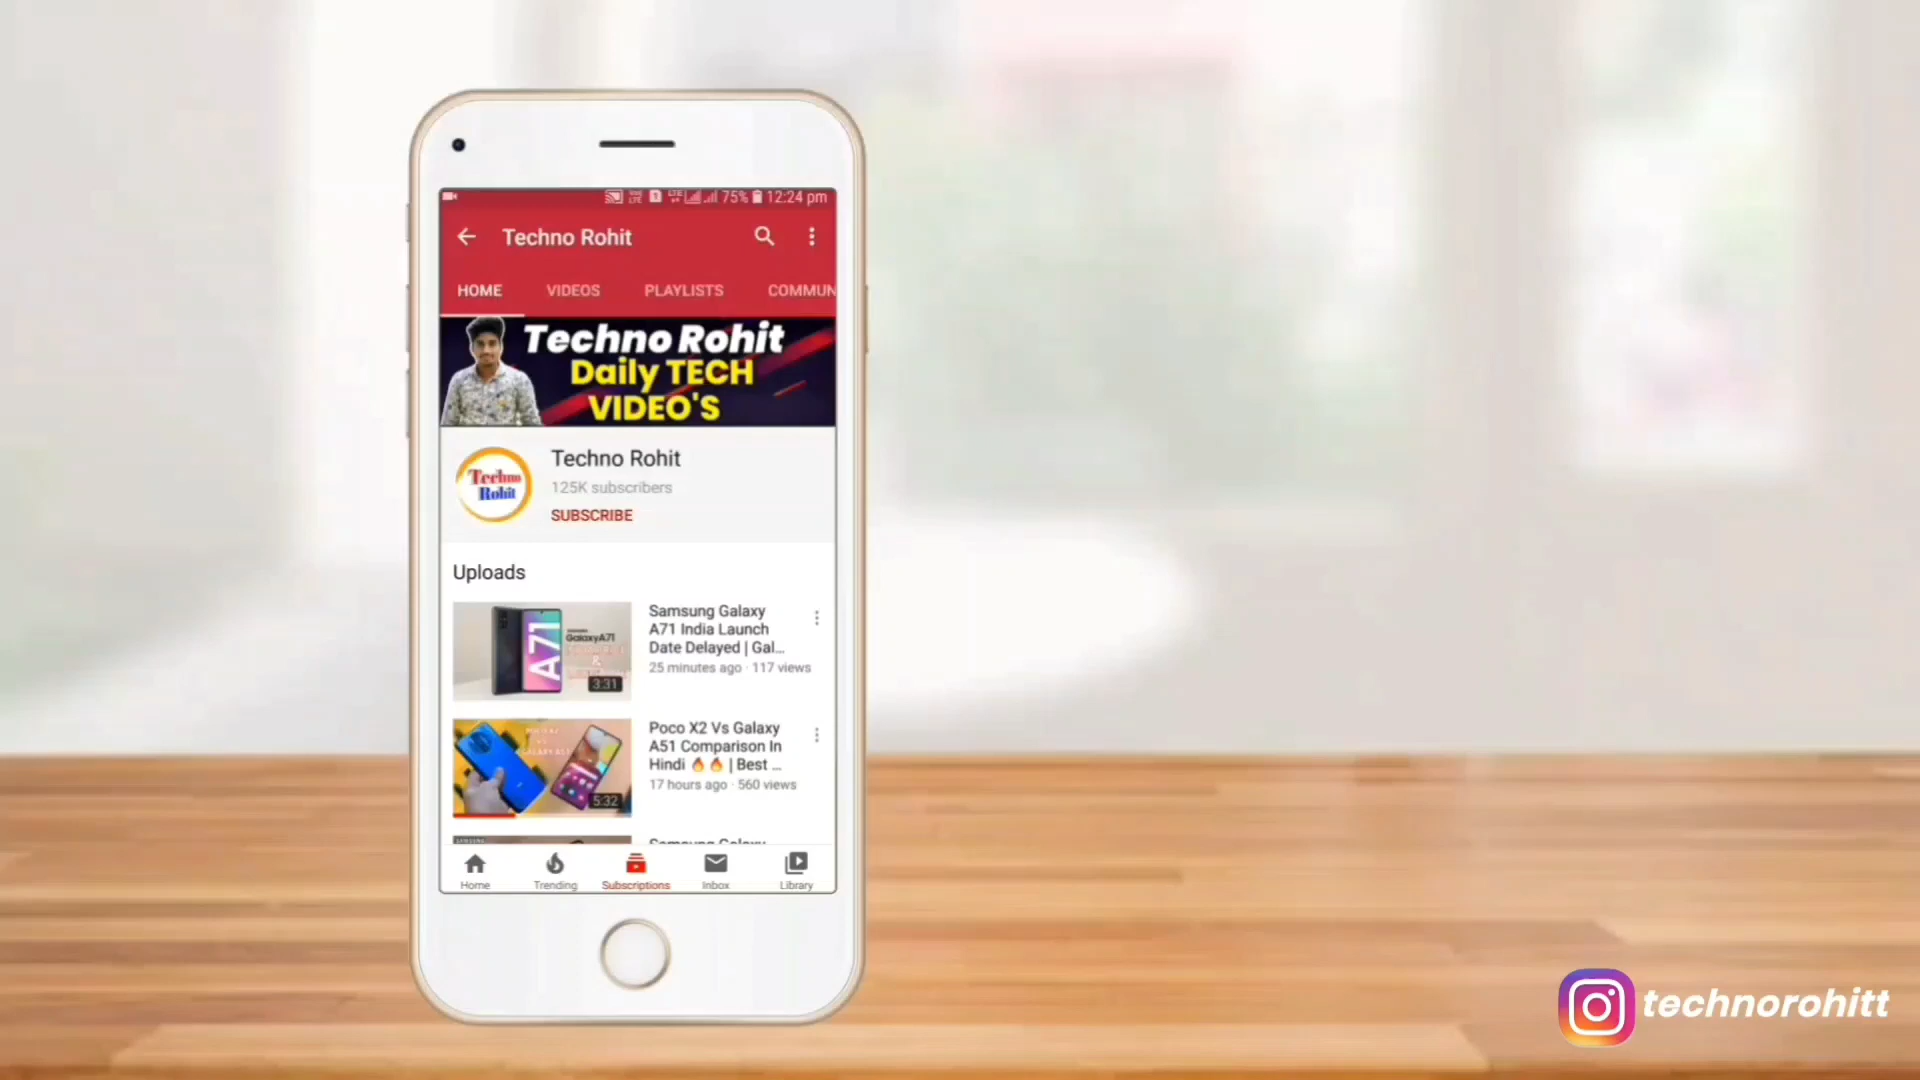 75% 12:24 pm
Techno Rohit
HOME VIDEOS PLAYLISTS COMMUN
Techno Rohit
Daily TECH
VIDEO'S
Techno
Rohit
Techno Rohit
125K subscribers
SUBSCRIBE
Uploads
A71
GalaxyA71
&
3:31
Samsung Galaxy
A71 India Launch
Date Delayed | Gal...
25 minutes ago · 117 views
5:32
Poco X2 Vs Galaxy
A51 Comparison In
Hindi 🔥🔥 | Best ...
17 hours ago · 560 views
Samsung Galaxy
Home Trending Subscriptions Inbox Library
technorohitt